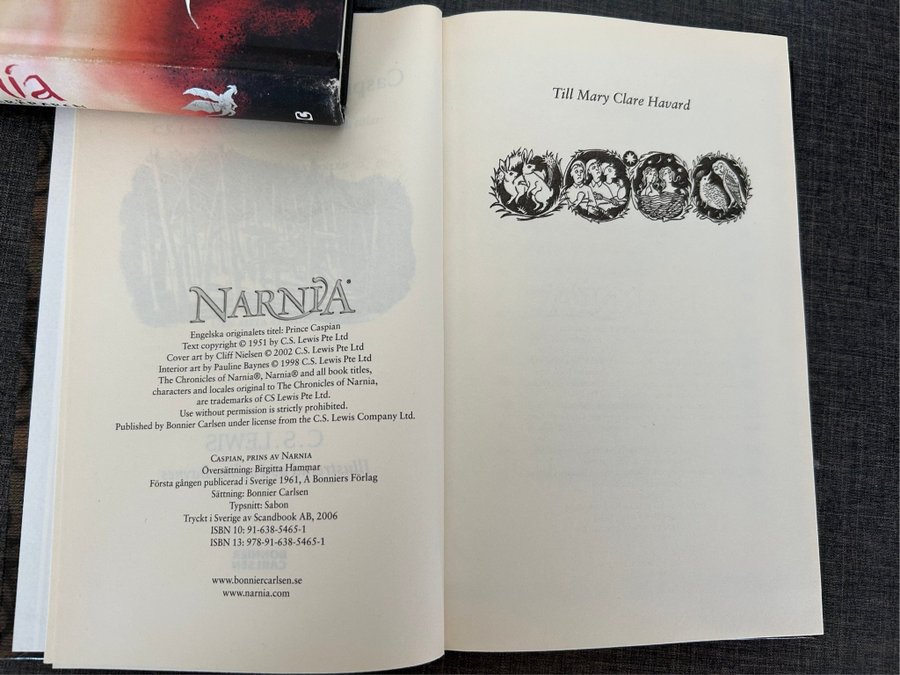 NARNIA®
Engelska originalets titel: Prince Caspian
Text copyright © 1951 by C.S. Lewis Pte Ltd
Cover art by Cliff Nielsen © 2002 C.S. Lewis Pte Ltd
Interior art by Pauline Baynes © 1998 C.S. Lewis Pte Ltd
The Chronicles of Narnia®, Narnia® and all book titles,
characters and locales original to The Chronicles of Narnia,
are trademarks of CS Lewis Pte Ltd.
Use without permission is strictly prohibited.
Published by Bonnier Carlsen under license from the C.S. Lewis Company Ltd.
CASPIAN, PRINS AV NARNIA
Översättning: Birgitta Hammar
Första gången publicerad i Sverige 1961, A Bonniers Förlag
Sättning: Bonnier Carlsen
Typsnitt: Sabon
Tryckt i Sverige av Scandbook AB, 2006
ISBN 10: 91-638-5465-1
ISBN 13: 978-91-638-5465-1
www.bonniercarlsen.se
www.narnia.com
Till Mary Clare Havard